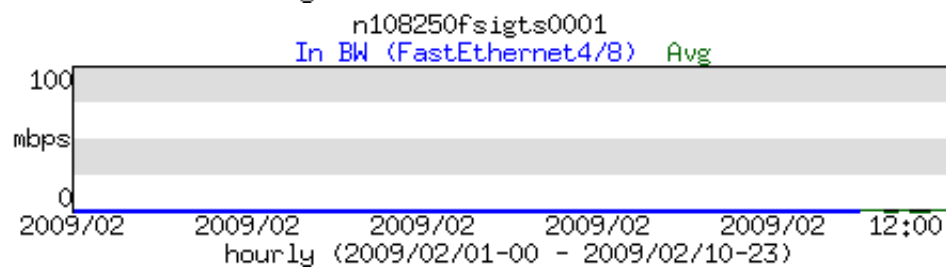 n108250fsigts0001
In BW (FastEthernet4/8) Avg
100
mbps
0
2009/02 2009/02 2009/02 2009/02 2009/02 12:00
hourly (2009/02/01-00 - 2009/02/10-23)